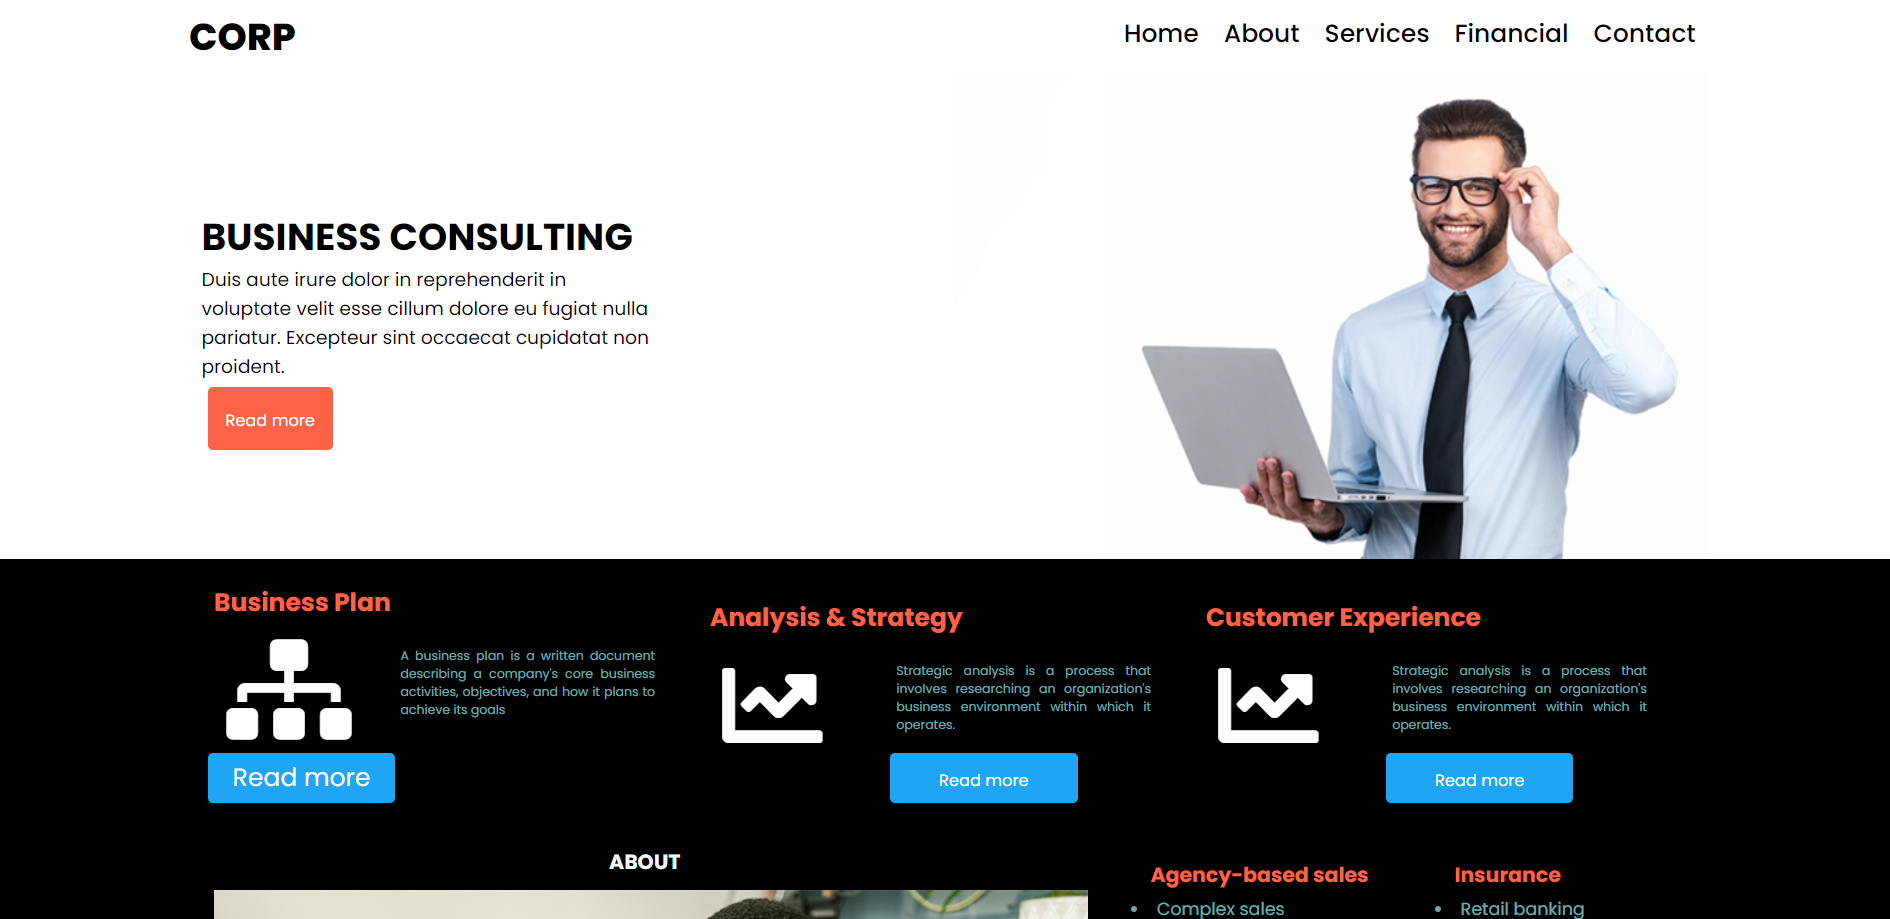 CORP
Home About Services Financial Contact
BUSINESS CONSULTING
Duis aute irure dolor in reprehenderit in
voluptate velit esse cillum dolore eu fugiat nulla
pariatur. Excepteur sint occaecat cupidatat non
proident.
Read more
Business Plan
A business plan is a written document
describing a company's core business
activities, objectives, and how it plans to
achieve its goals
Read more
Analysis & Strategy
Strategic analysis is a process that
involves researching an organization's
business environment within which it
operates.
Read more
Customer Experience
Strategic analysis is a process that
involves researching an organization's
business environment within which it
operates.
Read more
ABOUT
Agency-based sales
• Complex sales
Insurance
• Retail banking